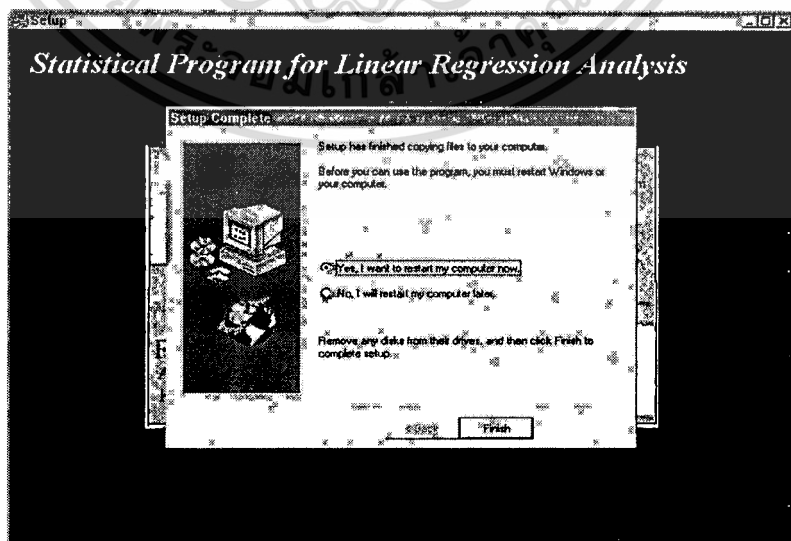 Setup
Statistical Program for Linear Regression Analysis
Setup Complete
Setup has finished copying files to your computer.
Before you can use the program, you must restart Windows or
your computer.
Yes, I want to restart my computer now.
No, I will restart my computer later.
Remove any disks from their drives, and then click Finish to
complete setup.
< Back
Finish